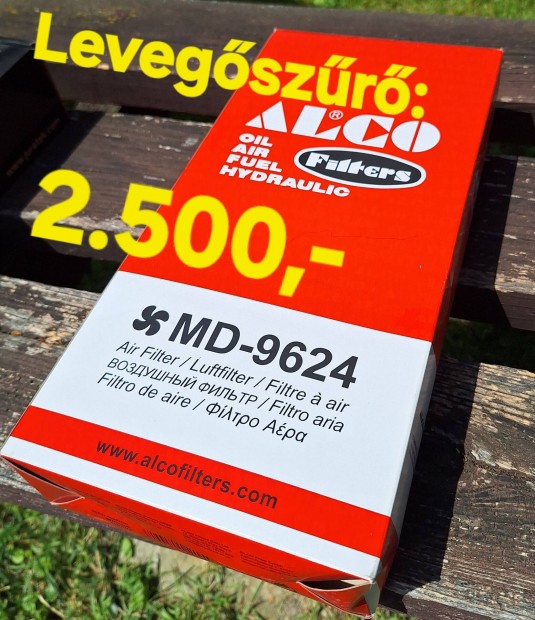 Levegőszűrő:
ALCO®
OIL
AIR
FUEL
HYDRAULIC
Filters
2.500,-
MD-9624
Air Filter / Luftfilter / Filtre à air
ВОЗДУШНЫЙ ФИЛЬТР / Filtro aria
Filtro de aire / Φίλτρο Αέρα
www.alcofilters.com